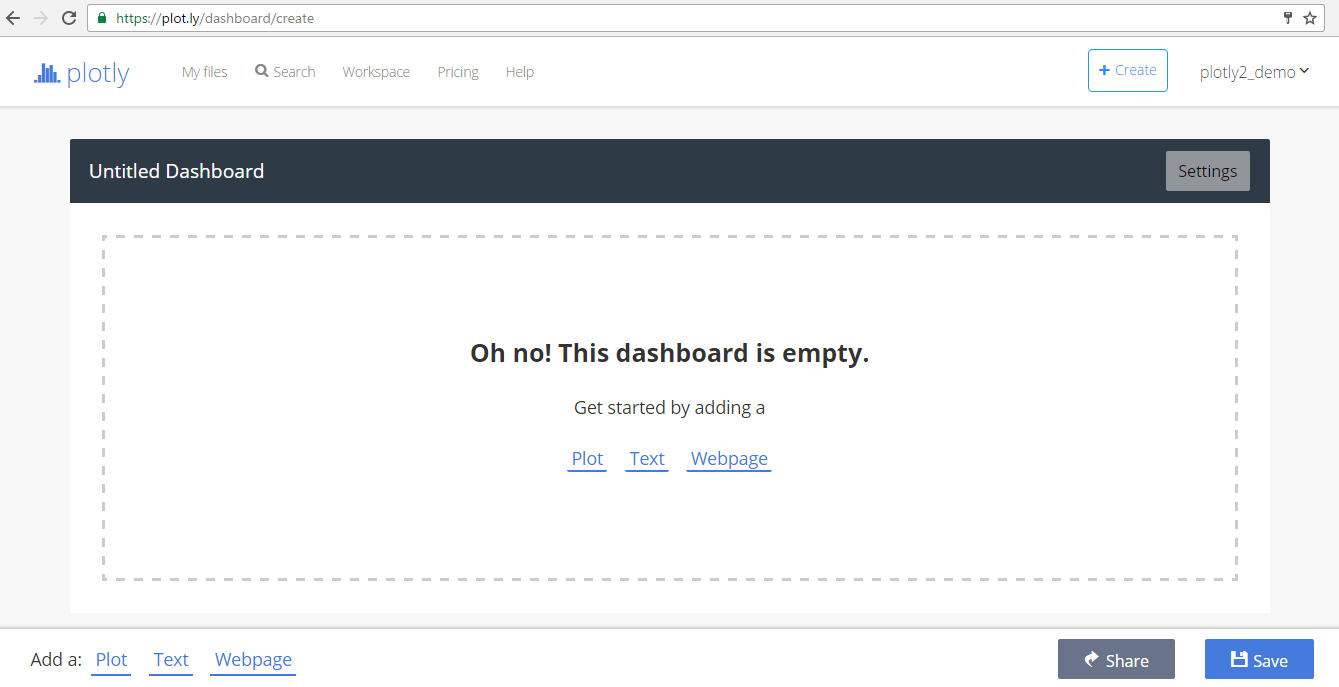 https://plot.ly/dashboard/create
plotly My files Search Workspace Pricing Help + Create plotly2_demo
Untitled Dashboard Settings
Oh no! This dashboard is empty.
Get started by adding a
Plot Text Webpage
Add a: Plot Text Webpage Share Save